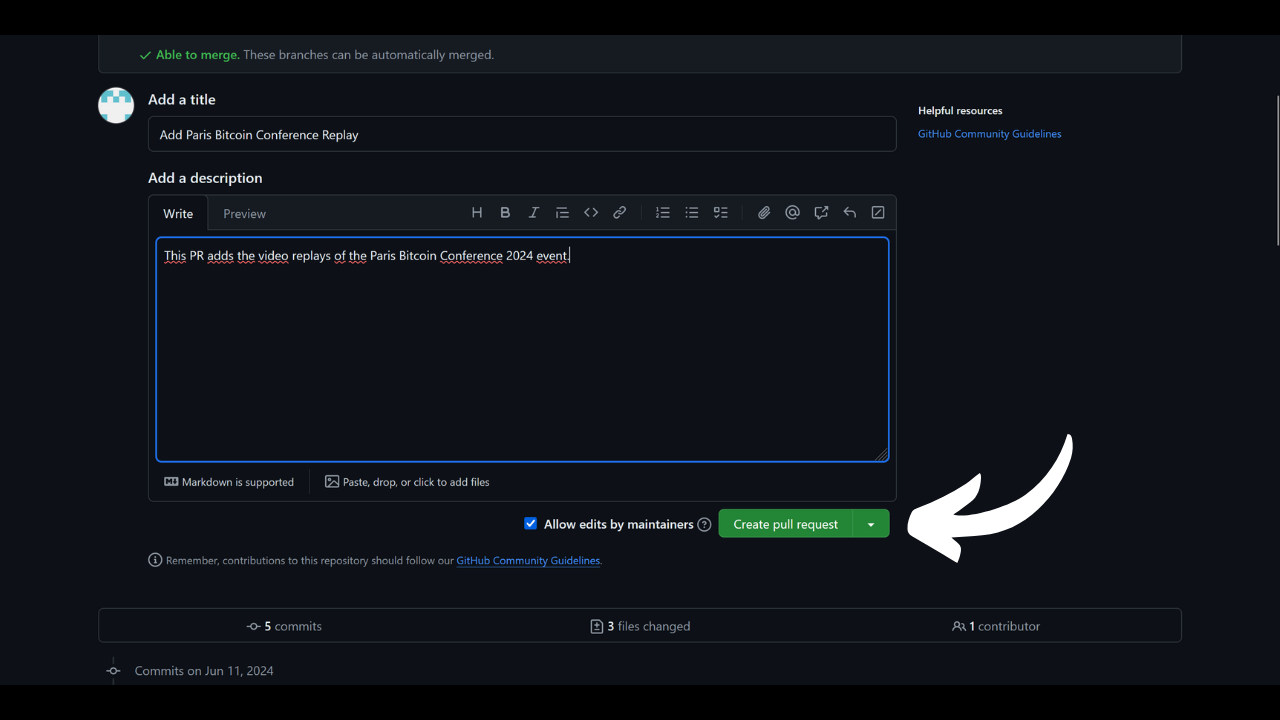 Able to merge. These branches can be automatically merged.
Add a title
Helpful resources
Add Paris Bitcoin Conference Replay
GitHub Community Guidelines
Add a description
Write Preview
This PR adds the video replays of the Paris Bitcoin Conference 2024 event.
Markdown is supported Paste, drop, or click to add files
Allow edits by maintainers Create pull request
Remember, contributions to this repository should follow our GitHub Community Guidelines.
5 commits 3 files changed 1 contributor
Commits on Jun 11, 2024